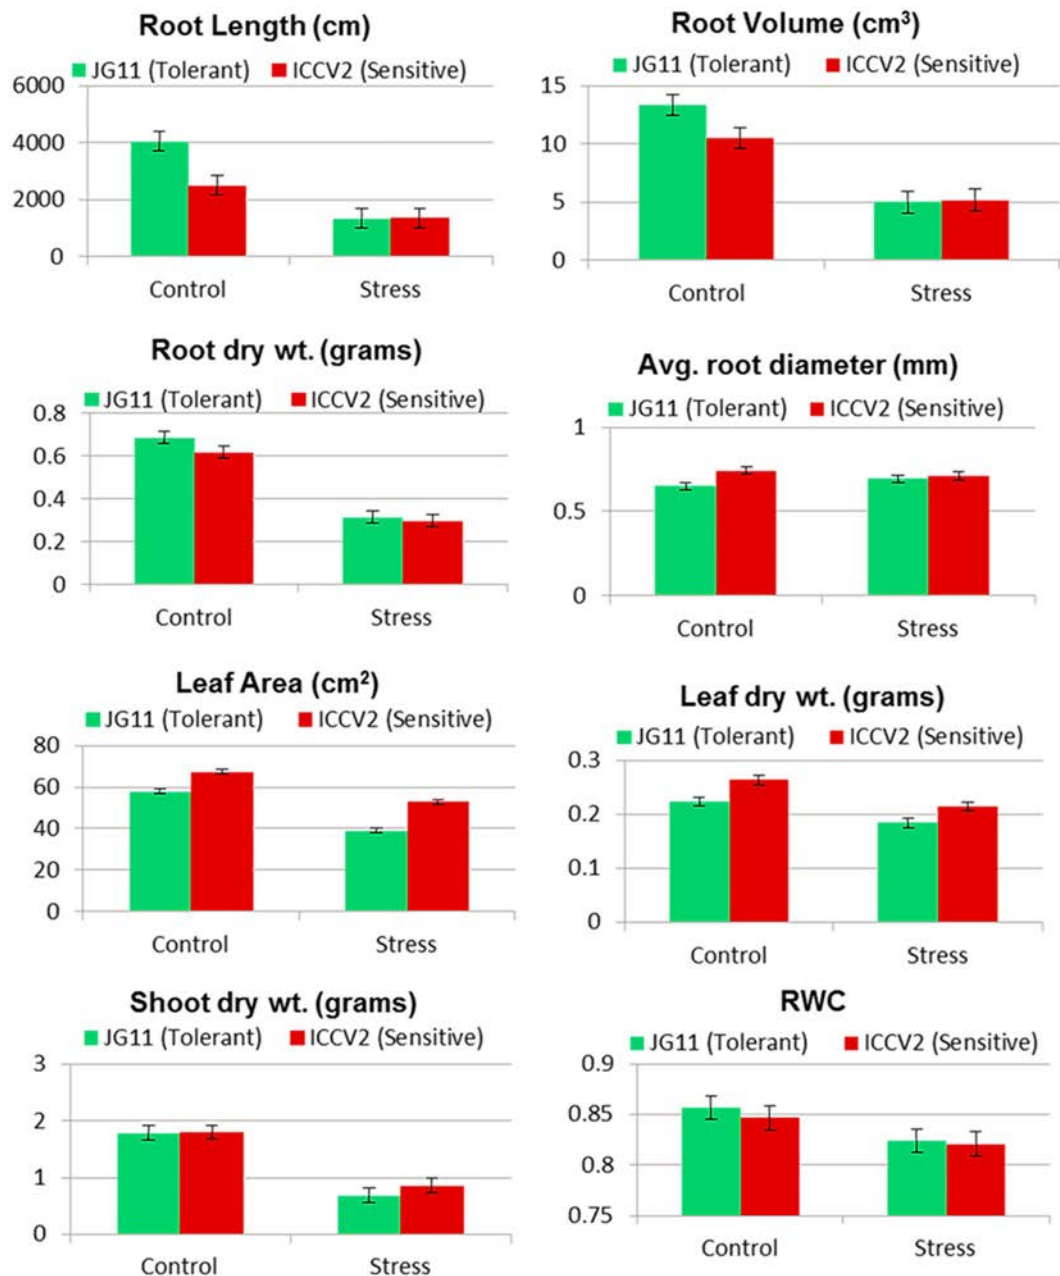 Root Length (cm)
JG11 (Tolerant) ICCV2 (Sensitive)
6000
4000
2000
0
Control Stress
Root Volume (cm³)
JG11 (Tolerant) ICCV2 (Sensitive)
15
10
5
0
Control Stress
Root dry wt. (grams)
JG11 (Tolerant) ICCV2 (Sensitive)
0.8
0.6
0.4
0.2
0
Control Stress
Avg. root diameter (mm)
JG11 (Tolerant) ICCV2 (Sensitive)
1
0.5
0
Control Stress
Leaf Area (cm²)
JG11 (Tolerant) ICCV2 (Sensitive)
80
60
40
20
0
Control Stress
Leaf dry wt. (grams)
JG11 (Tolerant) ICCV2 (Sensitive)
0.3
0.2
0.1
0
Control Stress
Shoot dry wt. (grams)
JG11 (Tolerant) ICCV2 (Sensitive)
3
2
1
0
Control Stress
RWC
JG11 (Tolerant) ICCV2 (Sensitive)
0.9
0.85
0.8
0.75
Control Stress